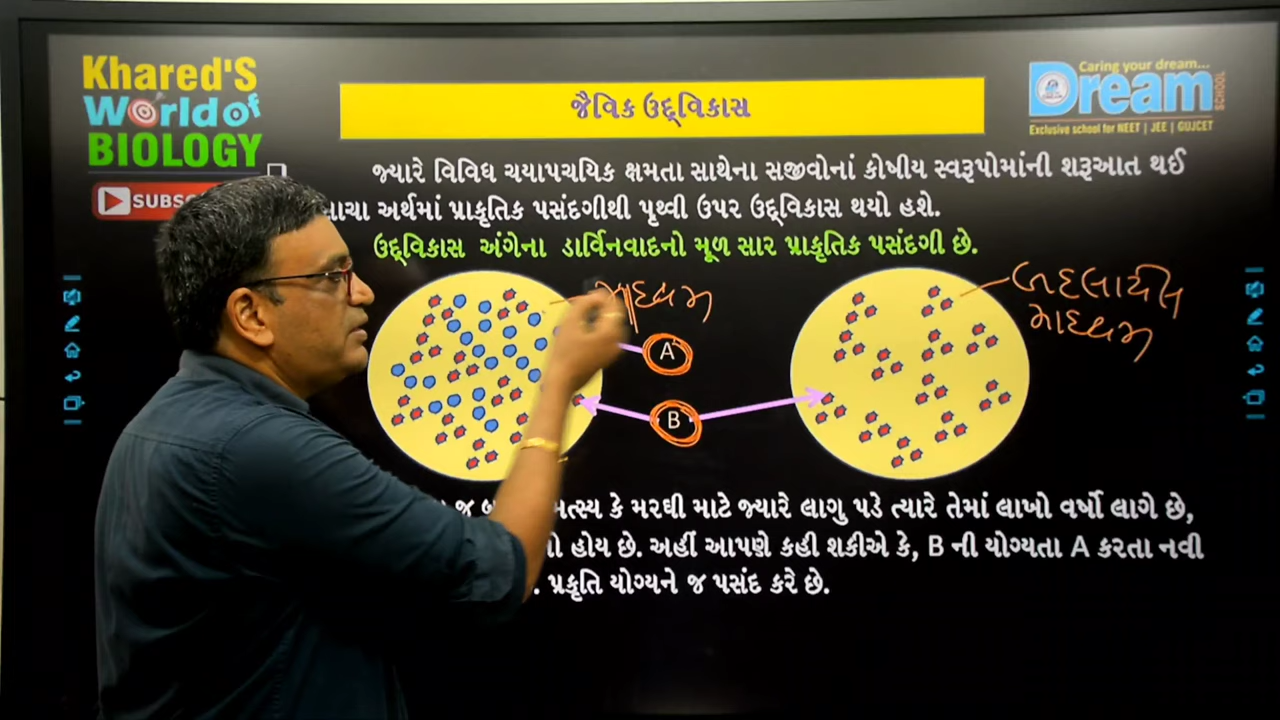 Khared'S
World of
BIOLOGY
SUBSC
Caring your dream...
Dream
SCHOOL
Exclusive school for NEET | JEE | GUJCET
જૈવિક ઉદ્‌વિકાસ
જ્યારે વિવિધ ચયાપચયિક ક્ષમતા સાથેના સજીવોનાં કોષીય સ્વરૂપોમાંની શરૂઆત થઈ
સાચા અર્થમાં પ્રાકૃતિક પસંદગીથી પૃથ્વી ઉપર ઉદ્‌વિકાસ થયો હશે.
ઉદ્‌વિકાસ અંગેના ડાર્વિનવાદનો મૂળ સાર પ્રાકૃતિક પસંદગી છે.
માધ્યમ
બદલાયેલ
માધ્યમ
A
B
જ મત્સ્ય કે મરઘી માટે જ્યારે લાગુ પડે ત્યારે તેમાં લાખો વર્ષો લાગે છે,
હોય છે. અહીં આપણે કહી શકીએ કે, B ની યોગ્યતા A કરતા નવી
પ્રકૃતિ યોગ્યને જ પસંદ કરે છે.